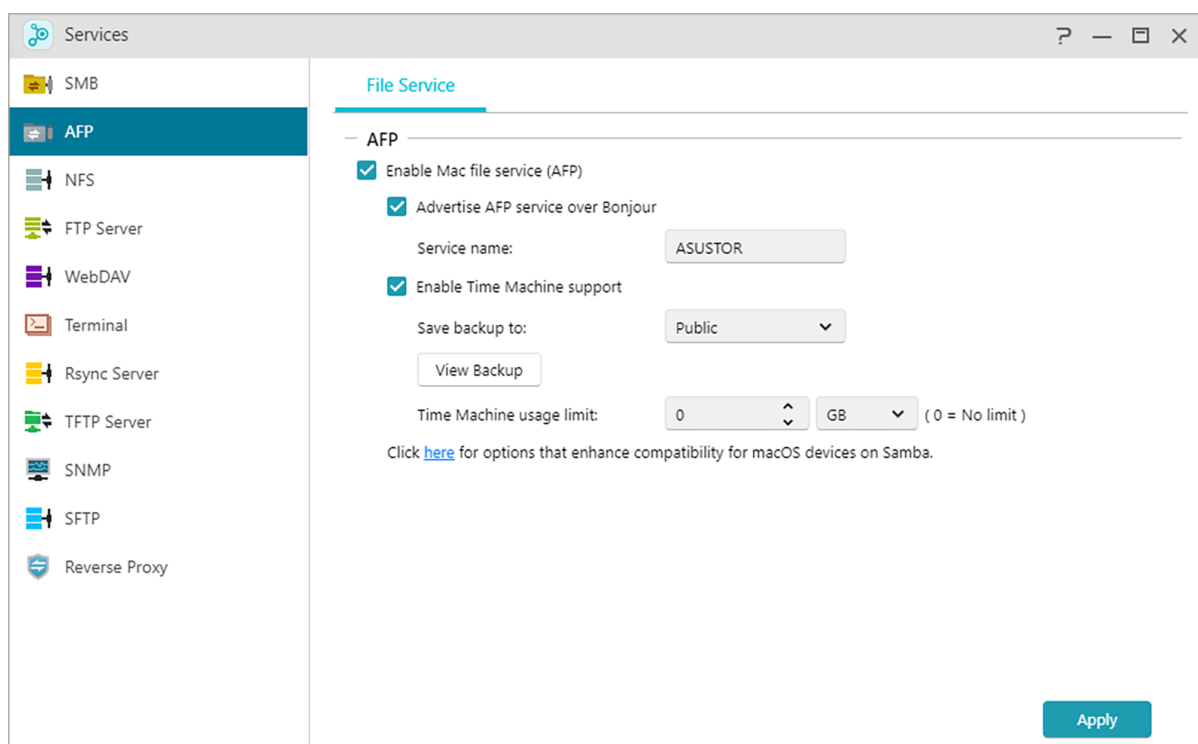 Services
SMB
AFP
NFS
FTP Server
WebDAV
Terminal
Rsync Server
TFTP Server
SNMP
SFTP
Reverse Proxy
File Service
AFP
Enable Mac file service (AFP)
Advertise AFP service over Bonjour
Service name: ASUSTOR
Enable Time Machine support
Save backup to: Public
View Backup
Time Machine usage limit: 0 GB ( 0 = No limit )
Click here for options that enhance compatibility for macOS devices on Samba.
Apply